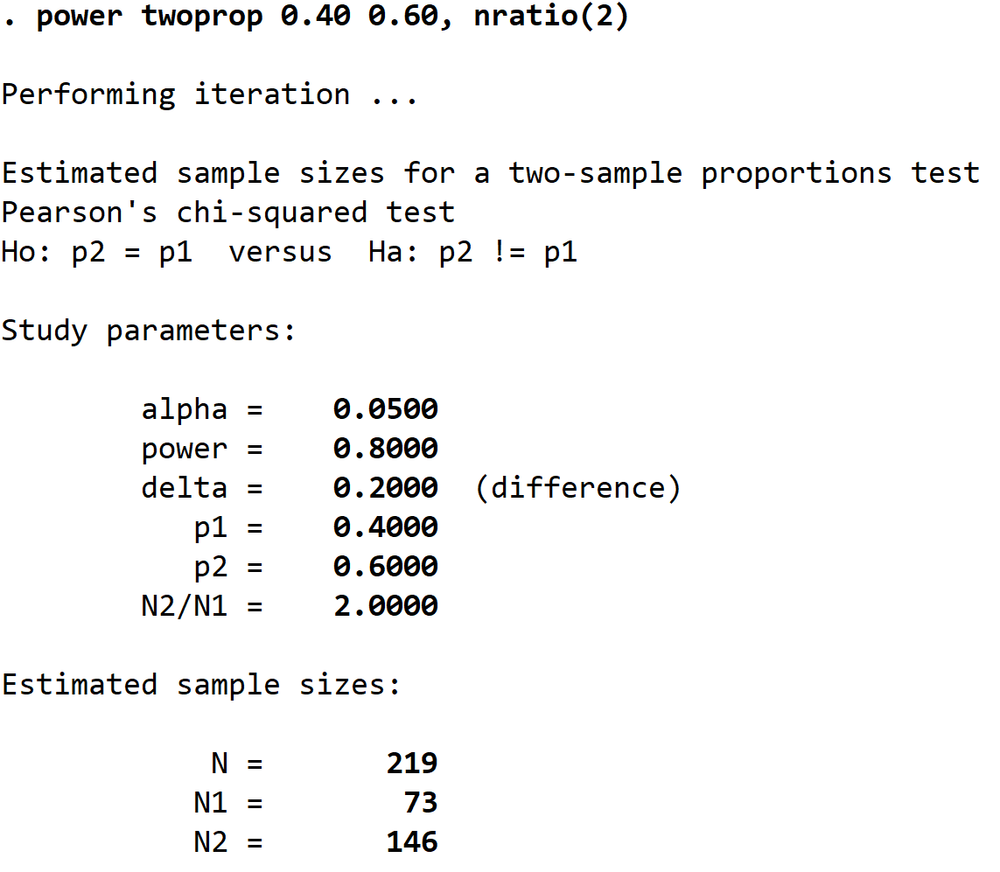 . power twoprop 0.40 0.60, nratio(2)
Performing iteration ...
Estimated sample sizes for a two-sample proportions test
Pearson's chi-squared test
Ho: p2 = p1  versus  Ha: p2 != p1
Study parameters:
alpha =    0.0500
power =    0.8000
delta =    0.2000  (difference)
p1 =    0.4000
p2 =    0.6000
N2/N1 =    2.0000
Estimated sample sizes:
N =       219
N1 =        73
N2 =       146